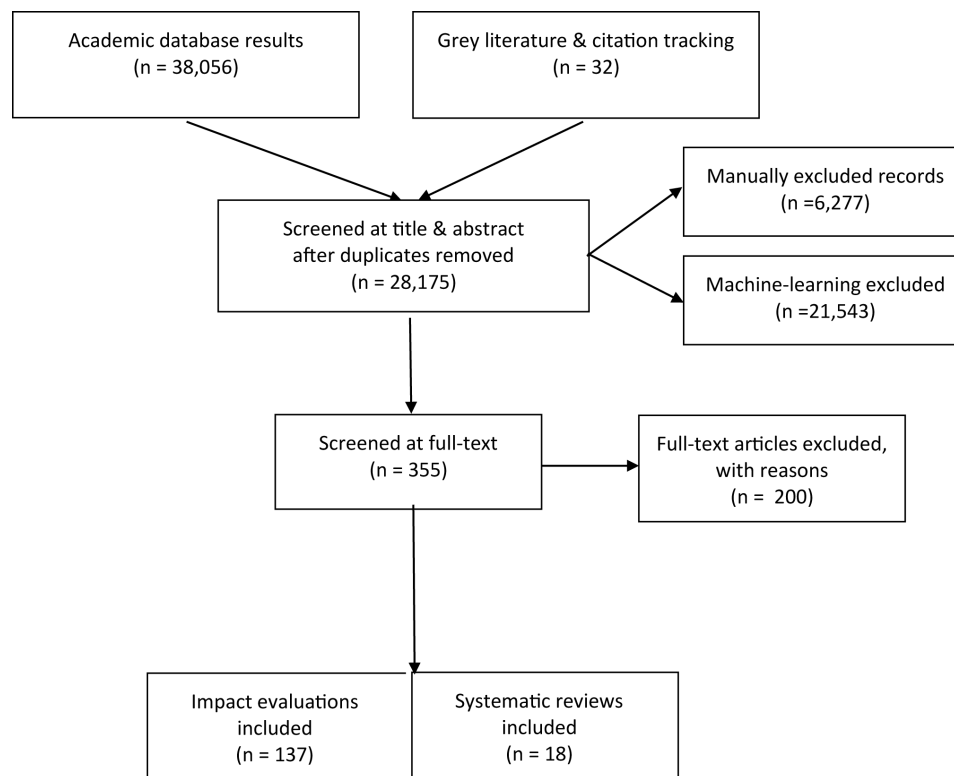 Academic database results
(n = 38,056)
Grey literature & citation tracking
(n = 32)
Manually excluded records
(n =6,277)
Screened at title & abstract
after duplicates removed
(n = 28,175)
Machine-learning excluded
(n =21,543)
Screened at full-text
(n = 355)
Full-text articles excluded,
with reasons
(n =  200)
Impact evaluations
included
(n = 137)
Systematic reviews
included
(n = 18)